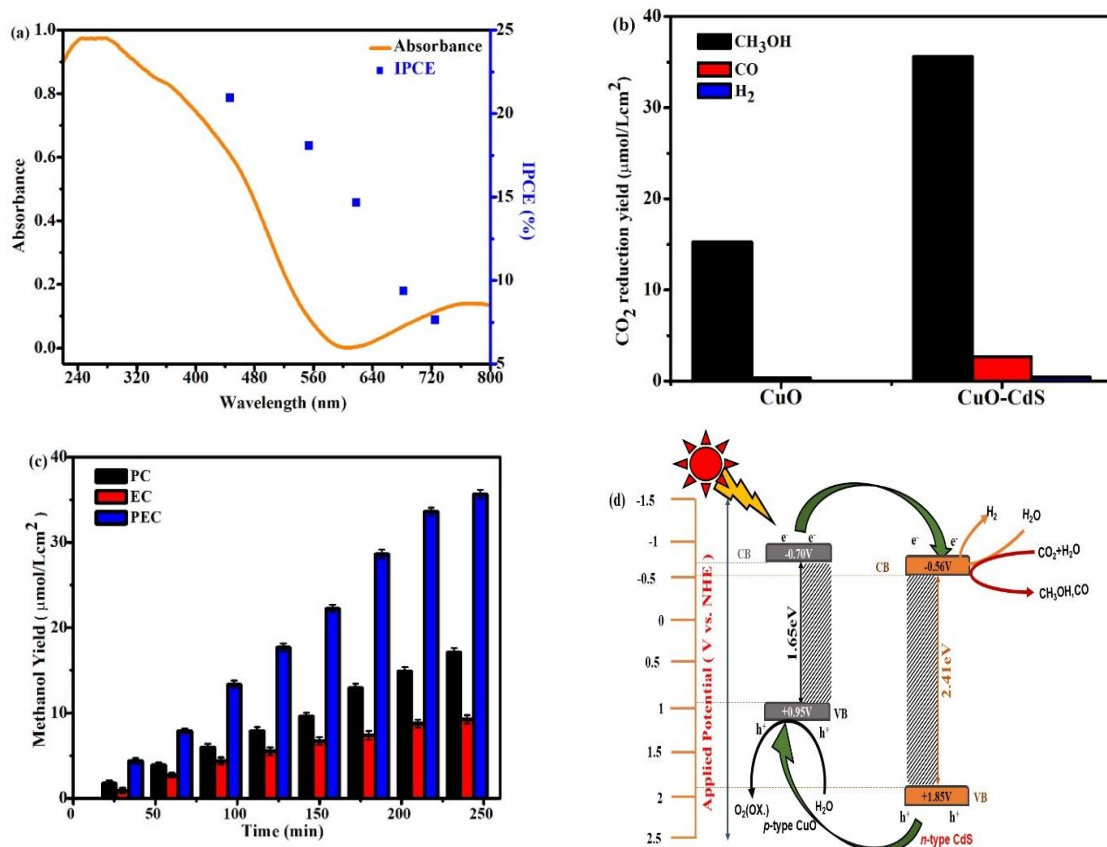 (a)
Absorbance
IPCE
1.0
0.8
0.6
0.4
0.2
0.0
Absorbance
25
20
15
10
5
IPCE (%)
240 320 400 480 560 640 720 800
Wavelength (nm)
(b)
CH3OH
CO
H2
40
30
20
10
0
CO2 reduction yield (µmol/Lcm2)
CuO CuO-CdS
(c)
PC
EC
PEC
40
30
20
10
0
Methanol Yield ( µmol/Lcm2)
0 50 100 150 200 250
Time (min)
(d)
-1.5
-1
-0.5
0
0.5
1
1.5
2
2.5
Applied Potential ( V vs. NHE )
e- e-
CB -0.70V
1.65eV
+0.95V VB
h+ h+
O2(OX.) H2O
p-type CuO
H2 H2O
e- e-
CB -0.56V
CO2+H2O
CH3OH,CO
2.41eV
+1.85V VB
h+ h+
n-type CdS